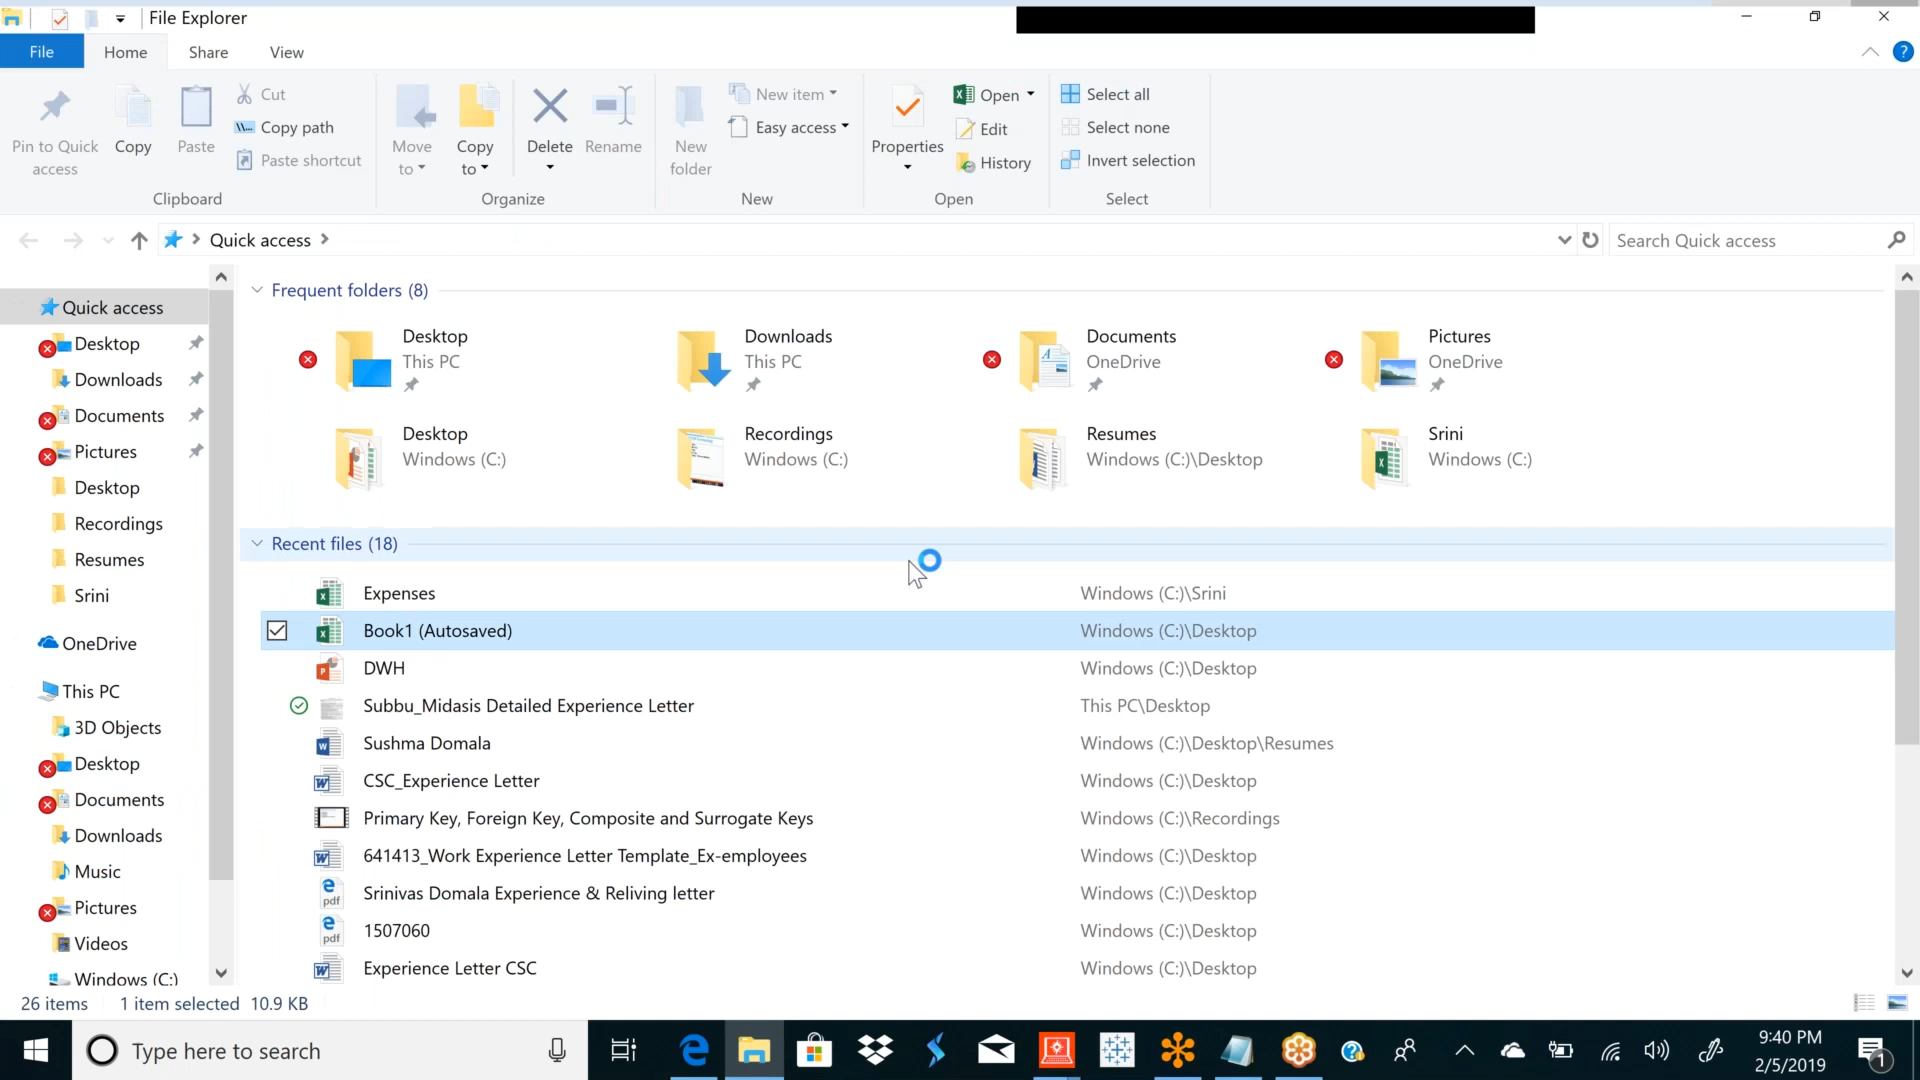 File Explorer
File Home Share View
Pin to Quick access
Copy
Paste
Cut
Copy path
Paste shortcut
Clipboard
Move to
Copy to
Delete
Rename
Organize
New folder
New item
Easy access
New
Properties
Open
Edit
History
Open
Select all
Select none
Invert selection
Select
Quick access
Search Quick access
Quick access
Desktop
Downloads
Documents
Pictures
Desktop
Recordings
Resumes
Srini
OneDrive
This PC
3D Objects
Desktop
Documents
Downloads
Music
Pictures
Videos
Windows (C:)
Frequent folders (8)
Desktop
This PC
Downloads
This PC
Documents
OneDrive
Pictures
OneDrive
Desktop
Windows (C:)
Recordings
Windows (C:)
Resumes
Windows (C:)\Desktop
Srini
Windows (C:)
Recent files (18)
Expenses Windows (C:)\Srini
Book1 (Autosaved) Windows (C:)\Desktop
DWH Windows (C:)\Desktop
Subbu_Midasis Detailed Experience Letter This PC\Desktop
Sushma Domala Windows (C:)\Desktop\Resumes
CSC_Experience Letter Windows (C:)\Desktop
Primary Key, Foreign Key, Composite and Surrogate Keys Windows (C:)\Recordings
641413_Work Experience Letter Template_Ex-employees Windows (C:)\Desktop
Srinivas Domala Experience & Reliving letter Windows (C:)\Desktop
1507060 Windows (C:)\Desktop
Experience Letter CSC Windows (C:)\Desktop
26 items 1 item selected 10.9 KB
Type here to search
9:40 PM
2/5/2019
1